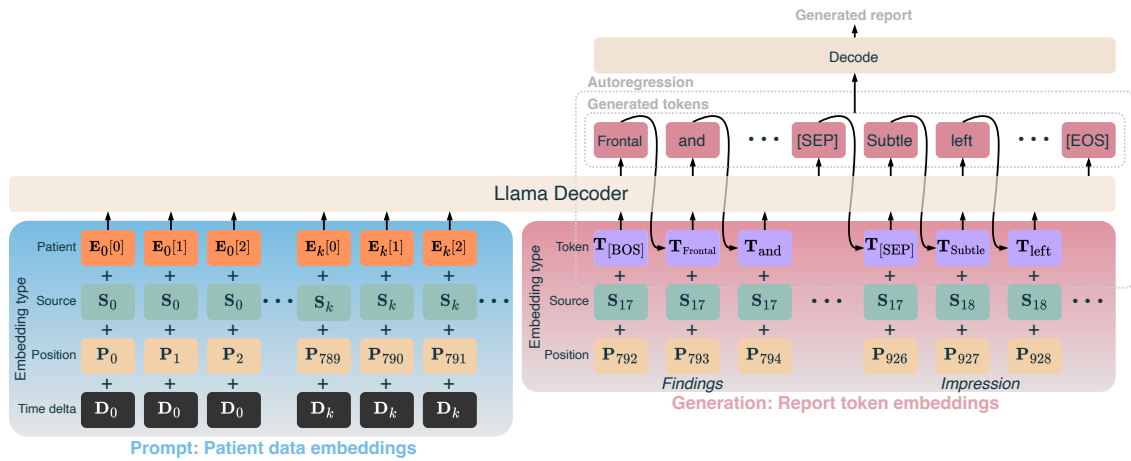 Generated report
Decode
Autoregression
Generated tokens
Frontal and • • • [SEP] Subtle left • • • [EOS]
Llama Decoder
Embedding type
Patient E0[0] E0[1] E0[2] Ek[0] Ek[1] Ek[2]
+ + + + + +
Source S0 S0 S0 • • • Sk Sk Sk • • •
+ + + + + +
Position P0 P1 P2 P789 P790 P791
+ + + + + +
Time delta D0 D0 D0 Dk Dk Dk
Prompt: Patient data embeddings
Embedding type
Token T[BOS] TFrontal Tand T[SEP] TSubtle Tleft
+ + + + + +
Source S17 S17 S17 • • • S17 S18 S18 • • •
+ + + + + +
Position P792 P793 P794 P926 P927 P928
Findings Impression
Generation: Report token embeddings